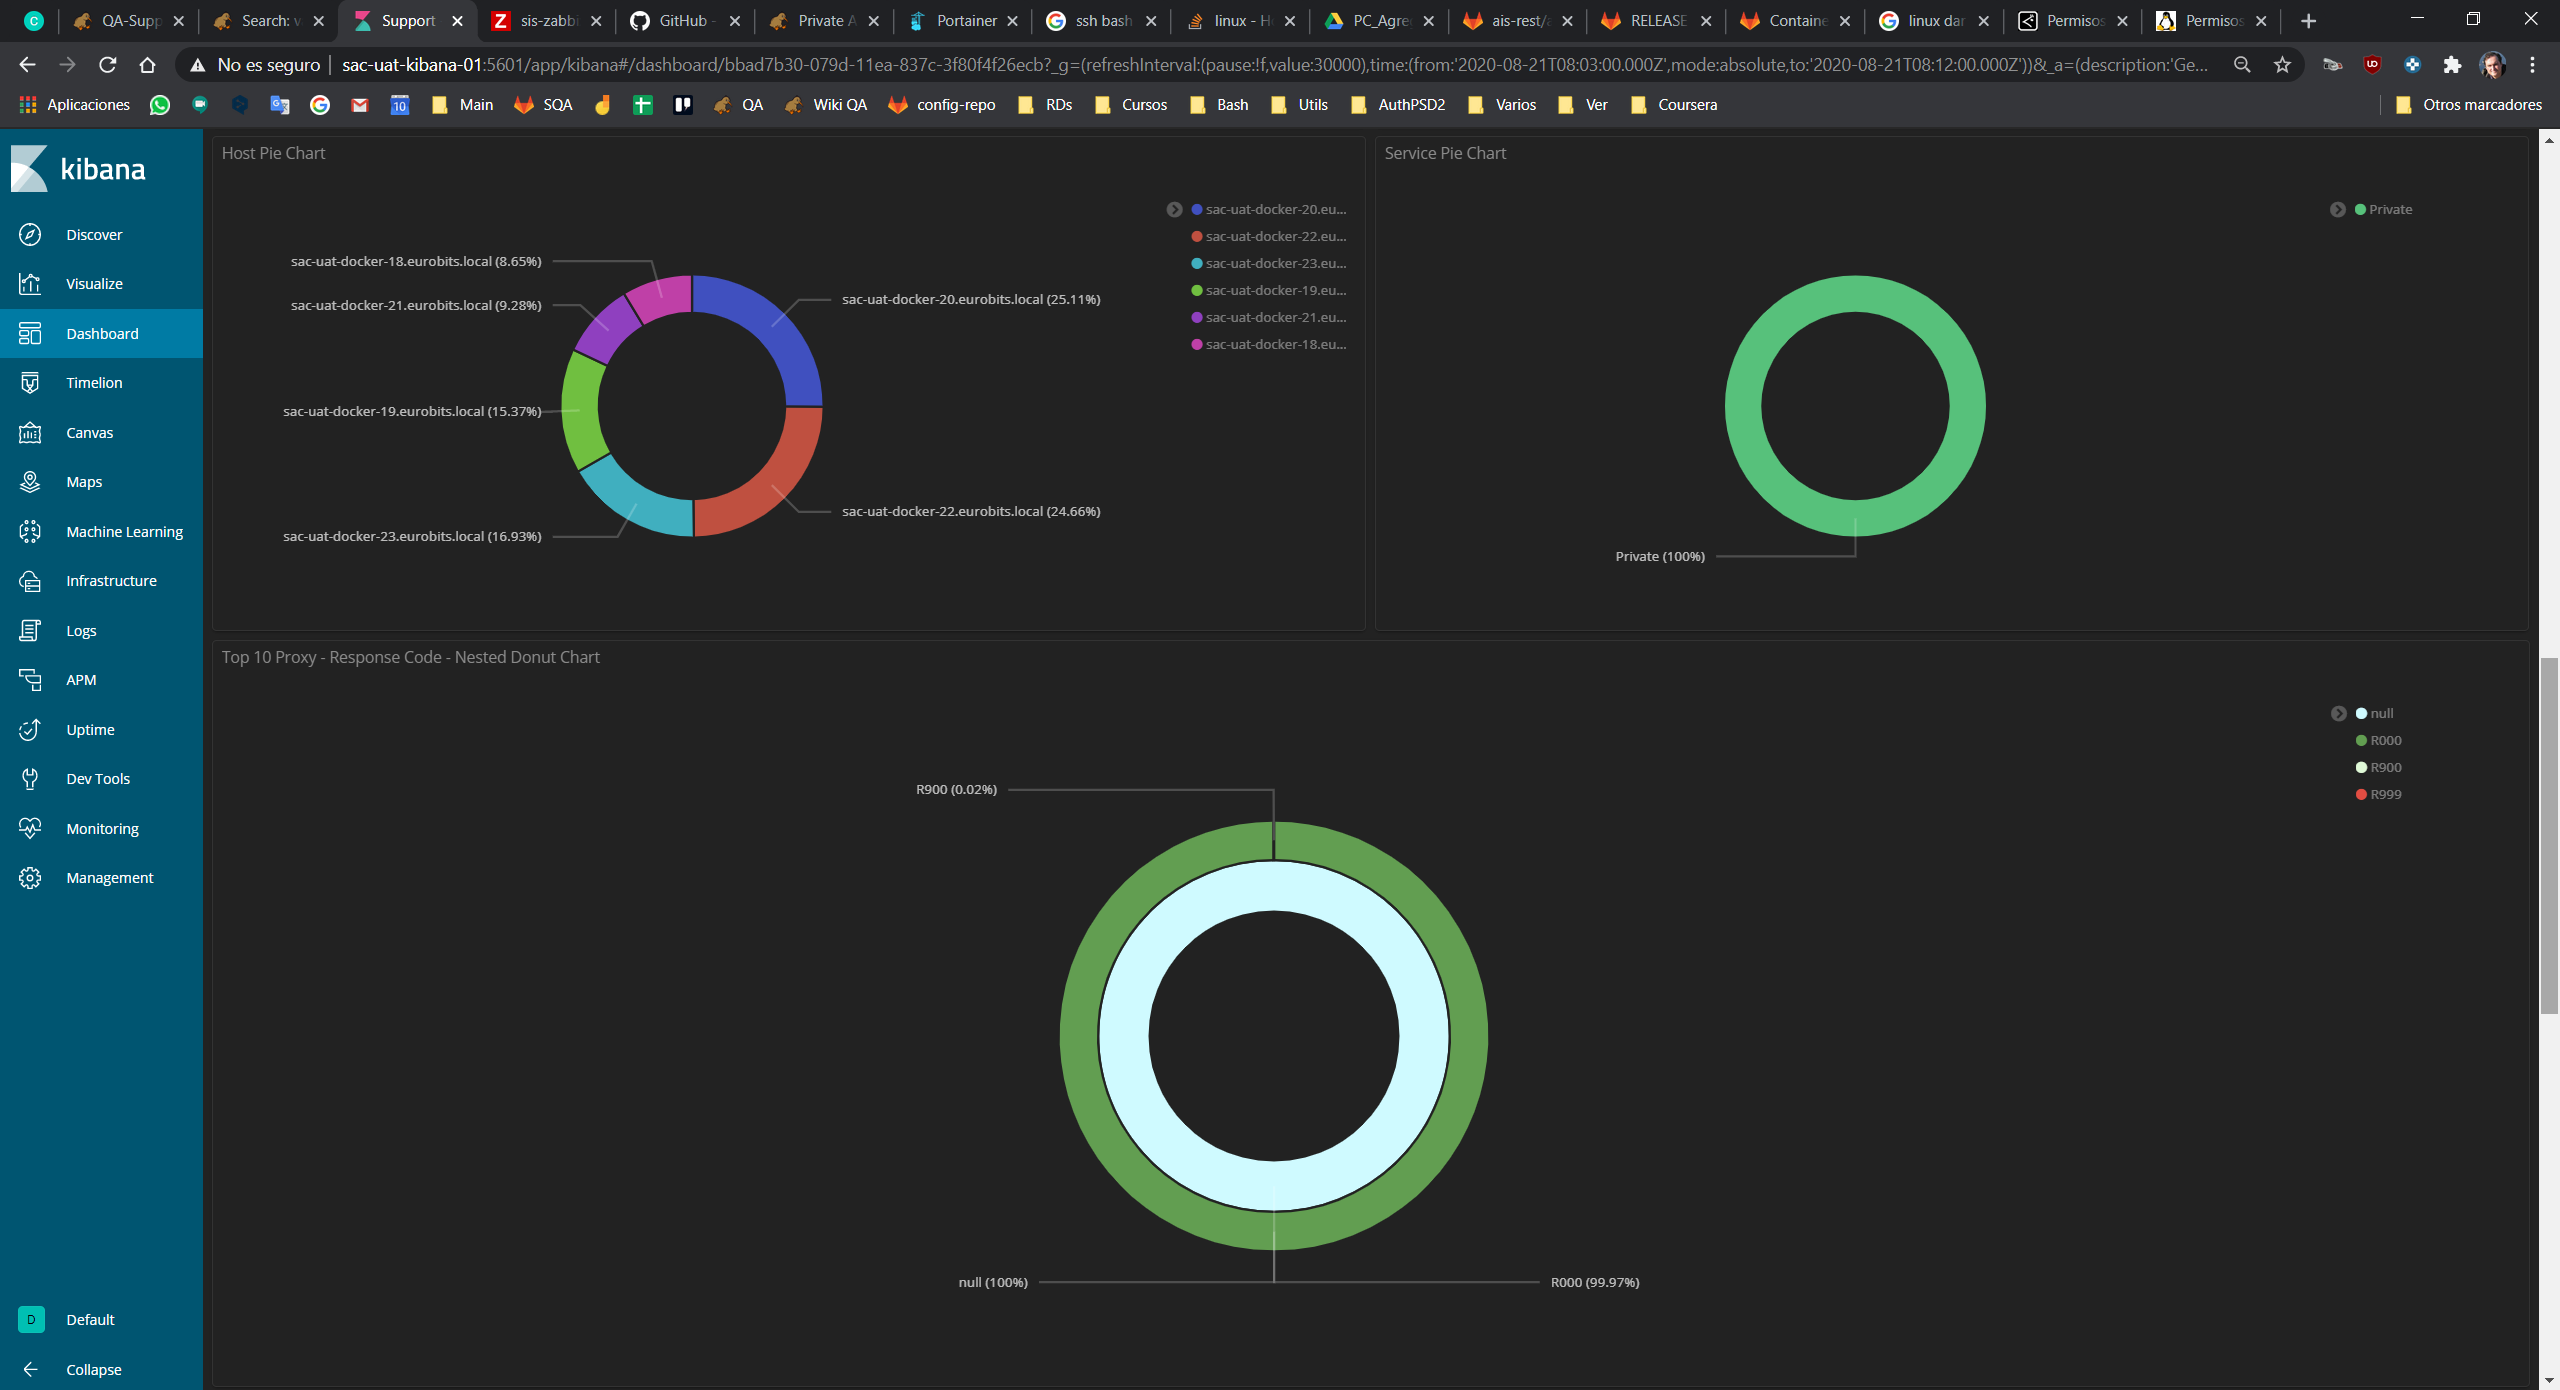 QA-Supp
Search: v
Support
sis-zabbi
GitHub -
Private A
Portainer
ssh bash
linux - H
PC_Agre
ais-rest/
RELEASE
Containe
linux dar
Permisos
Permisos
No es seguro | sac-uat-kibana-01:5601/app/kibana#/dashboard/bbad7b30-079d-11ea-837c-3f80f4f26ecb?_g=(refreshInterval:(pause:!f,value:30000),time:(from:'2020-08-21T08:03:00.000Z',mode:absolute,to:'2020-08-21T08:12:00.000Z'))&_a=(description:'Ge...
Aplicaciones
10
Main
SQA
QA
Wiki QA
config-repo
RDs
Cursos
Bash
Utils
AuthPSD2
Varios
Ver
Coursera
Otros marcadores
kibana
Discover
Visualize
Dashboard
Timelion
Canvas
Maps
Machine Learning
Infrastructure
Logs
APM
Uptime
Dev Tools
Monitoring
Management
D Default
Collapse
Host Pie Chart
sac-uat-docker-18.eurobits.local (8.65%)
sac-uat-docker-21.eurobits.local (9.28%)
sac-uat-docker-19.eurobits.local (15.37%)
sac-uat-docker-23.eurobits.local (16.93%)
sac-uat-docker-20.eurobits.local (25.11%)
sac-uat-docker-22.eurobits.local (24.66%)
sac-uat-docker-20.eu...
sac-uat-docker-22.eu...
sac-uat-docker-23.eu...
sac-uat-docker-19.eu...
sac-uat-docker-21.eu...
sac-uat-docker-18.eu...
Service Pie Chart
Private
Private (100%)
Top 10 Proxy - Response Code - Nested Donut Chart
null
R000
R900
R999
R900 (0.02%)
null (100%)
R000 (99.97%)